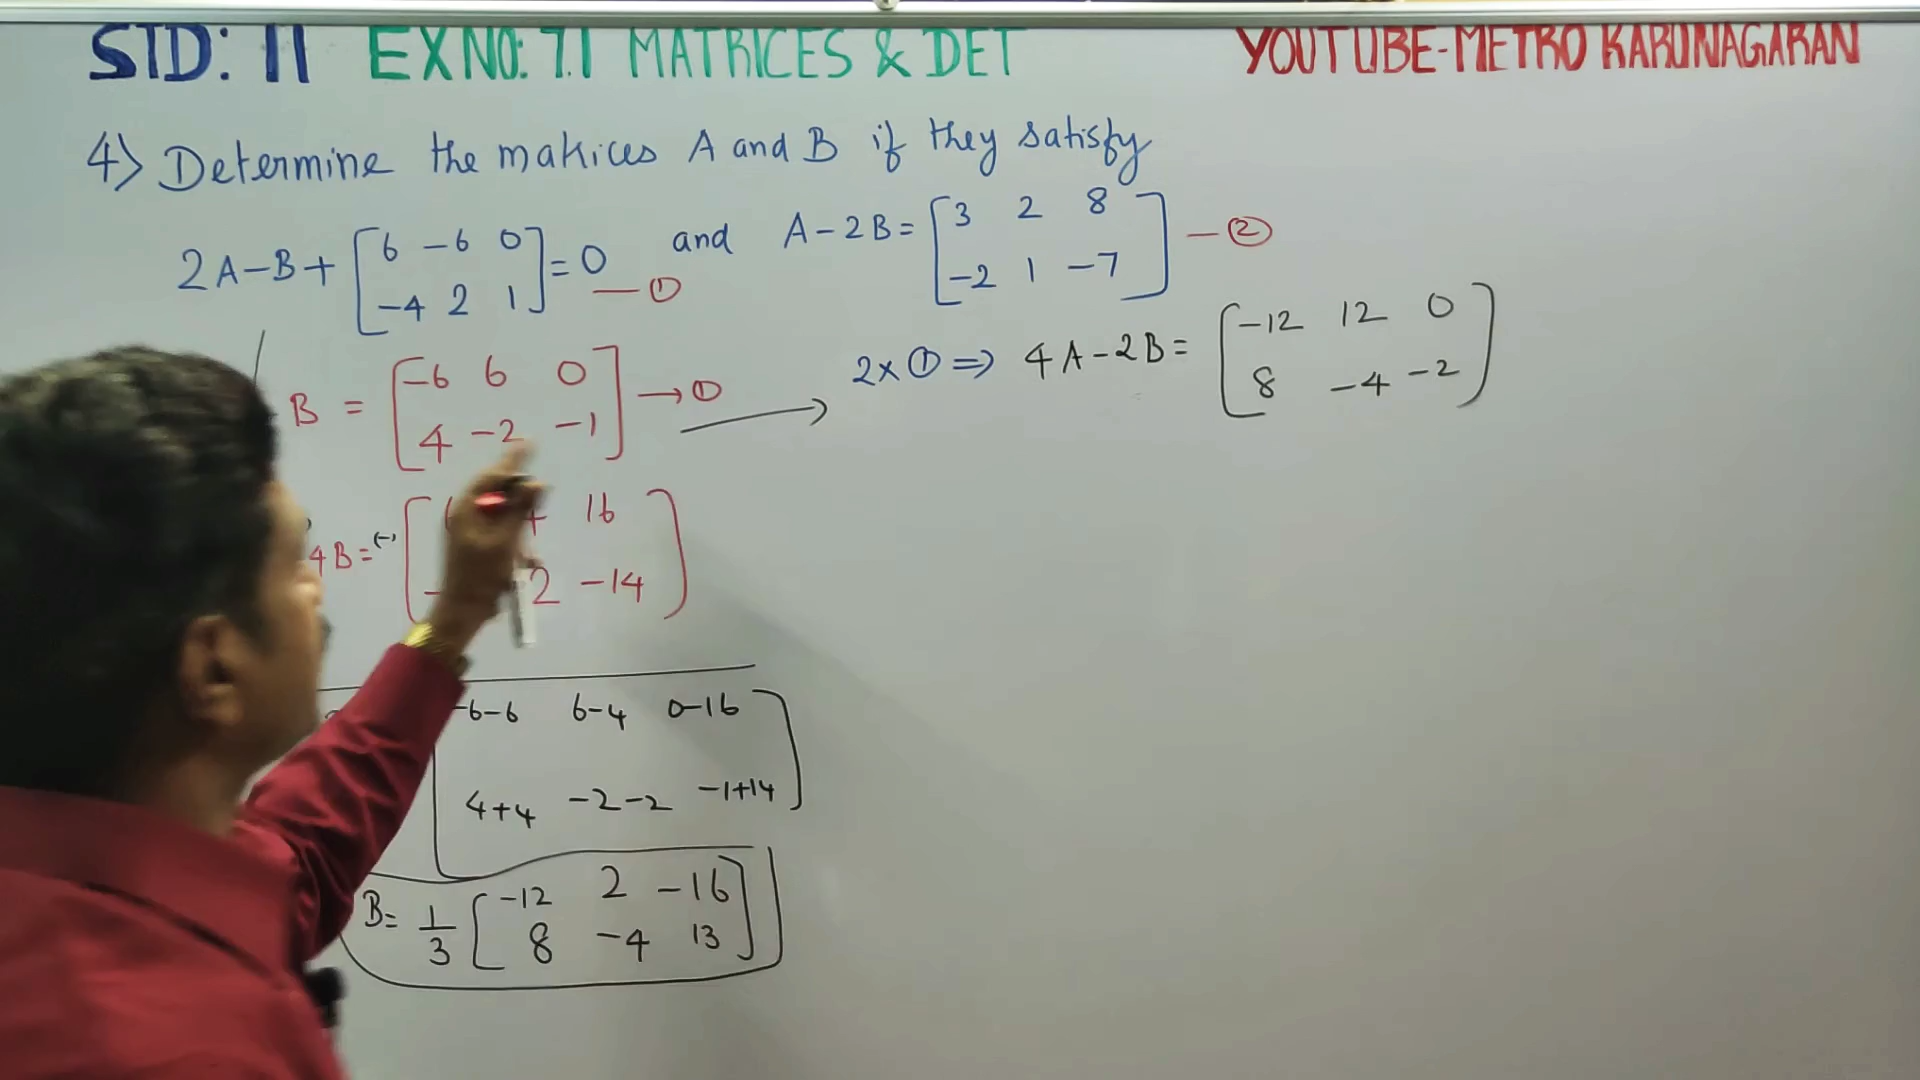 STD: 11 EX NO: 7.1 MATRICES & DET YOUTUBE-METRO KARUNAGARAN
4) Determine the matrices A and B if they satisfy
2A-B+ [6 -6 0 / -4 2 1] = 0 —① and A-2B= [3 2 8 / -2 1 -7] —②
B = [-6 6 0 / 4 -2 -1] →①
2x① ⇒ 4A-2B= [-12 12 0 / 8 -4 -2]
4B= (-) [ 16 / 2 -14]
-6-6 6-4 0-16
4+4 -2-2 -1+14
B= 1/3 [-12 2 -16 / 8 -4 13]